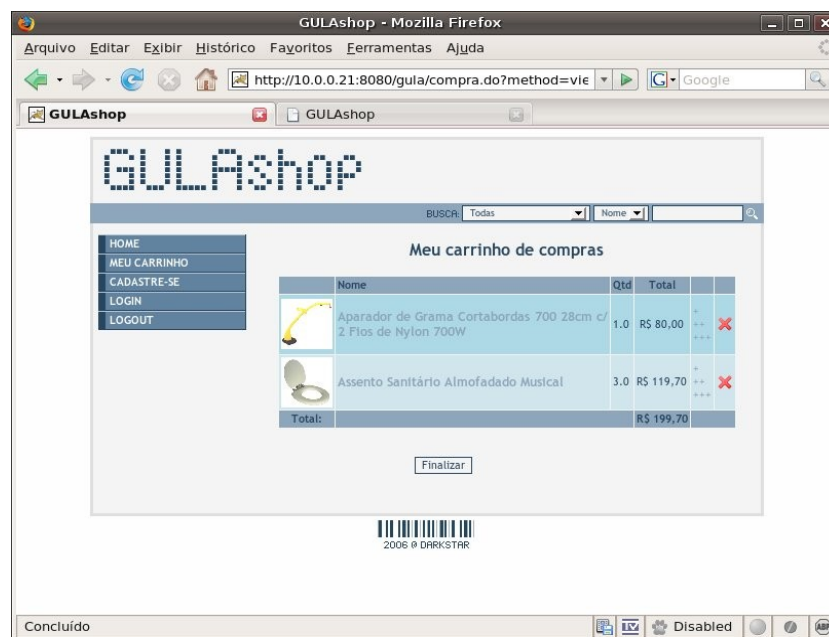 GULAshop - Mozilla Firefox
Arquivo Editar Exibir Histórico Favoritos Ferramentas Ajuda
http://10.0.0.21:8080/gula/compra.do?method=vie
G Google
GULAshop GULAshop
GULAshop
BUSCA: Todas Nome
HOME
MEU CARRINHO
CADASTRE-SE
LOGIN
LOGOUT
Meu carrinho de compras
Nome Qtd Total
Aparador de Grama Cortabordas 700 28cm c/
2 Fios de Nylon 700W
1.0 R$ 80,00
+
++
+++
Assento Sanitário Almofadado Musical 3.0 R$ 119,70
+
++
+++
Total: R$ 199,70
Finalizar
2006 @ DARKSTAR
Concluído Disabled ABP